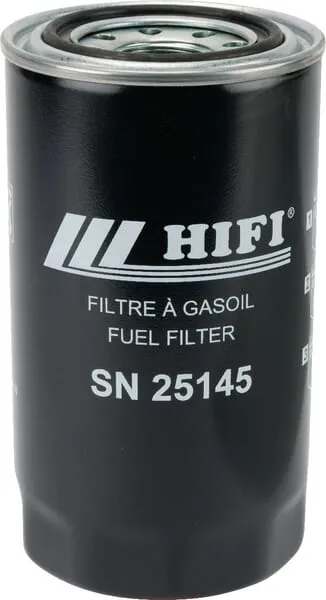 HIFI®
FILTRE À GASOIL
FUEL FILTER
SN 25145